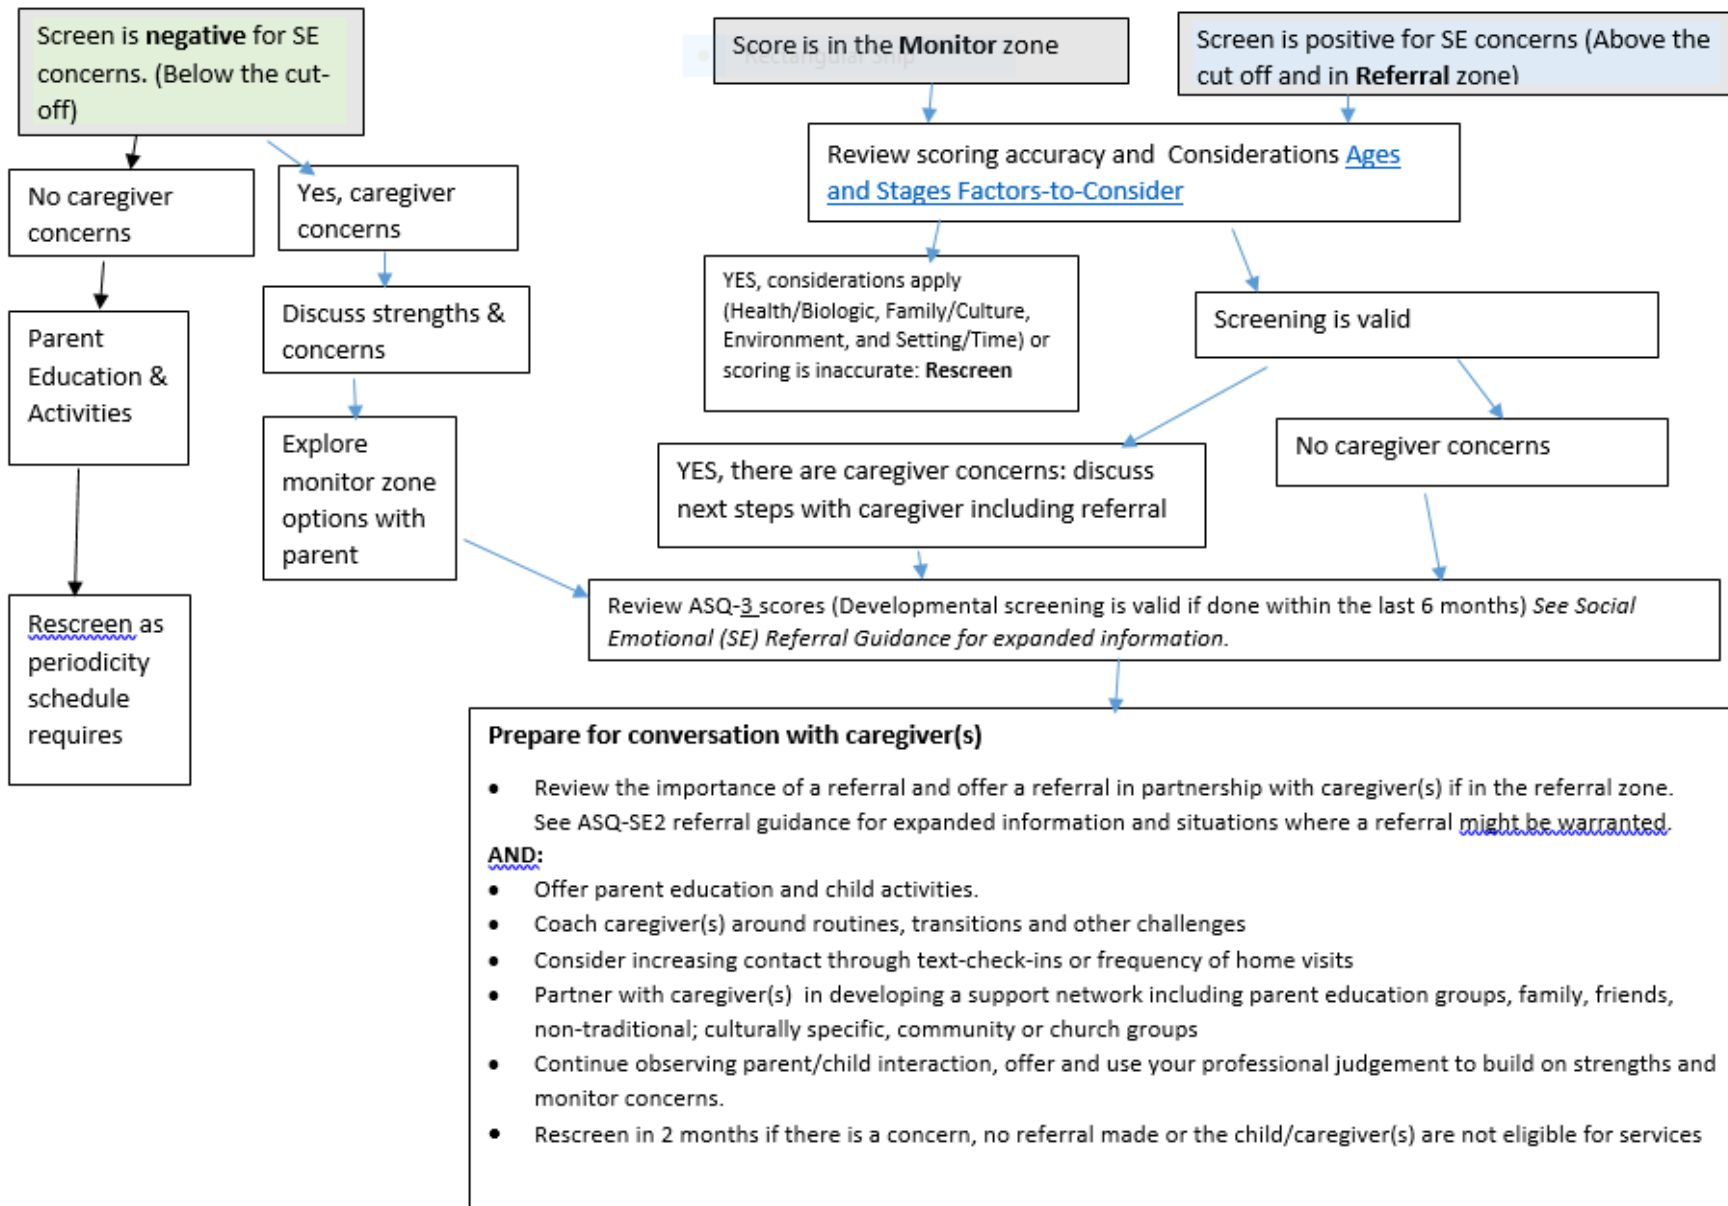 Screen is negative for SE
concerns. (Below the cut-
off)
Score is in the Monitor zone
Rectangular Snip
Screen is positive for SE concerns (Above the
cut off and in Referral zone)
No caregiver
concerns
Yes, caregiver
concerns
Review scoring accuracy and  Considerations Ages
and Stages Factors-to-Consider
Parent
Education &
Activities
Discuss strengths &
concerns
YES, considerations apply
(Health/Biologic, Family/Culture,
Environment, and Setting/Time) or
scoring is inaccurate: Rescreen
Screening is valid
Explore
monitor zone
options with
parent
YES, there are caregiver concerns: discuss
next steps with caregiver including referral
No caregiver concerns
Rescreen as
periodicity
schedule
requires
Review ASQ-3 scores (Developmental screening is valid if done within the last 6 months) See Social
Emotional (SE) Referral Guidance for expanded information.
Prepare for conversation with caregiver(s)
• Review the importance of a referral and offer a referral in partnership with caregiver(s) if in the referral zone.
See ASQ-SE2 referral guidance for expanded information and situations where a referral might be warranted.
AND:
• Offer parent education and child activities.
• Coach caregiver(s) around routines, transitions and other challenges
• Consider increasing contact through text-check-ins or frequency of home visits
• Partner with caregiver(s)  in developing a support network including parent education groups, family, friends,
non-traditional; culturally specific, community or church groups
• Continue observing parent/child interaction, offer and use your professional judgement to build on strengths and
monitor concerns.
• Rescreen in 2 months if there is a concern, no referral made or the child/caregiver(s) are not eligible for services